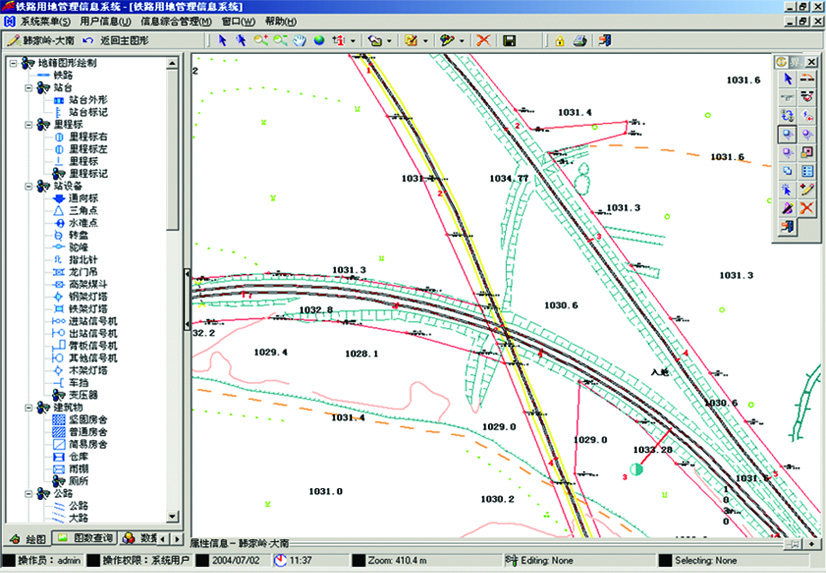 铁路用地管理信息系统 - [铁路用地管理信息系统]
系统菜单(S) 用户信息(U) 信息综合管理(M) 窗口(W) 帮助(H)
韩家岭-大南 返回主图形
地籍图形绘制
铁路
站台
站台外形
站台标记
里程标
里程标右
里程标左
里程标
里程标记
站设备
通向标
三角点
水准点
转盘
驼峰
指北针
龙门吊
高架煤斗
钢架灯塔
铁架灯塔
进站信号机
出站信号机
臂板信号机
其他信号机
木架灯塔
车挡
变压器
建筑物
坚固房舍
普通房舍
简易房舍
仓库
雨棚
厕所
公路
公路
大路
绘图 图数查询 数
2
1
1031.6
1031.4
2
1031.6
1034.77
2
1031.3
3
1031.3
1031.3
1030.6
1032.8
32.2
1029.4
1028.1
4
入地
1030.6
1031.4
1029.0
1029.0
1033.28
3
1031.6
5
4
1031.0
1030.2
属性信息 - 韩家岭-大南
操作员: admin 操作权限: 系统用户 2004/07/02 11:37 Zoom: 410.4 m Editing: None Selecting: None